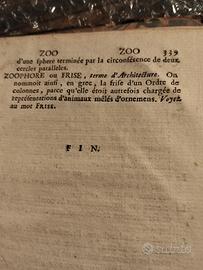 ZOO ZOO 339
d'une sphere terminée par la circonférence de deux
cercles paralleles.
ZOOPHORE ou FRISE, terme d'Architecture. On
nommoit ainsi, en grec, la frise d'un Ordre de
colonnes, parce qu'elle étoit autrefois chargée de
représentations d'animaux mêlés d'ornemens. Voyez
au mot FRISE.
FIN.
Subito